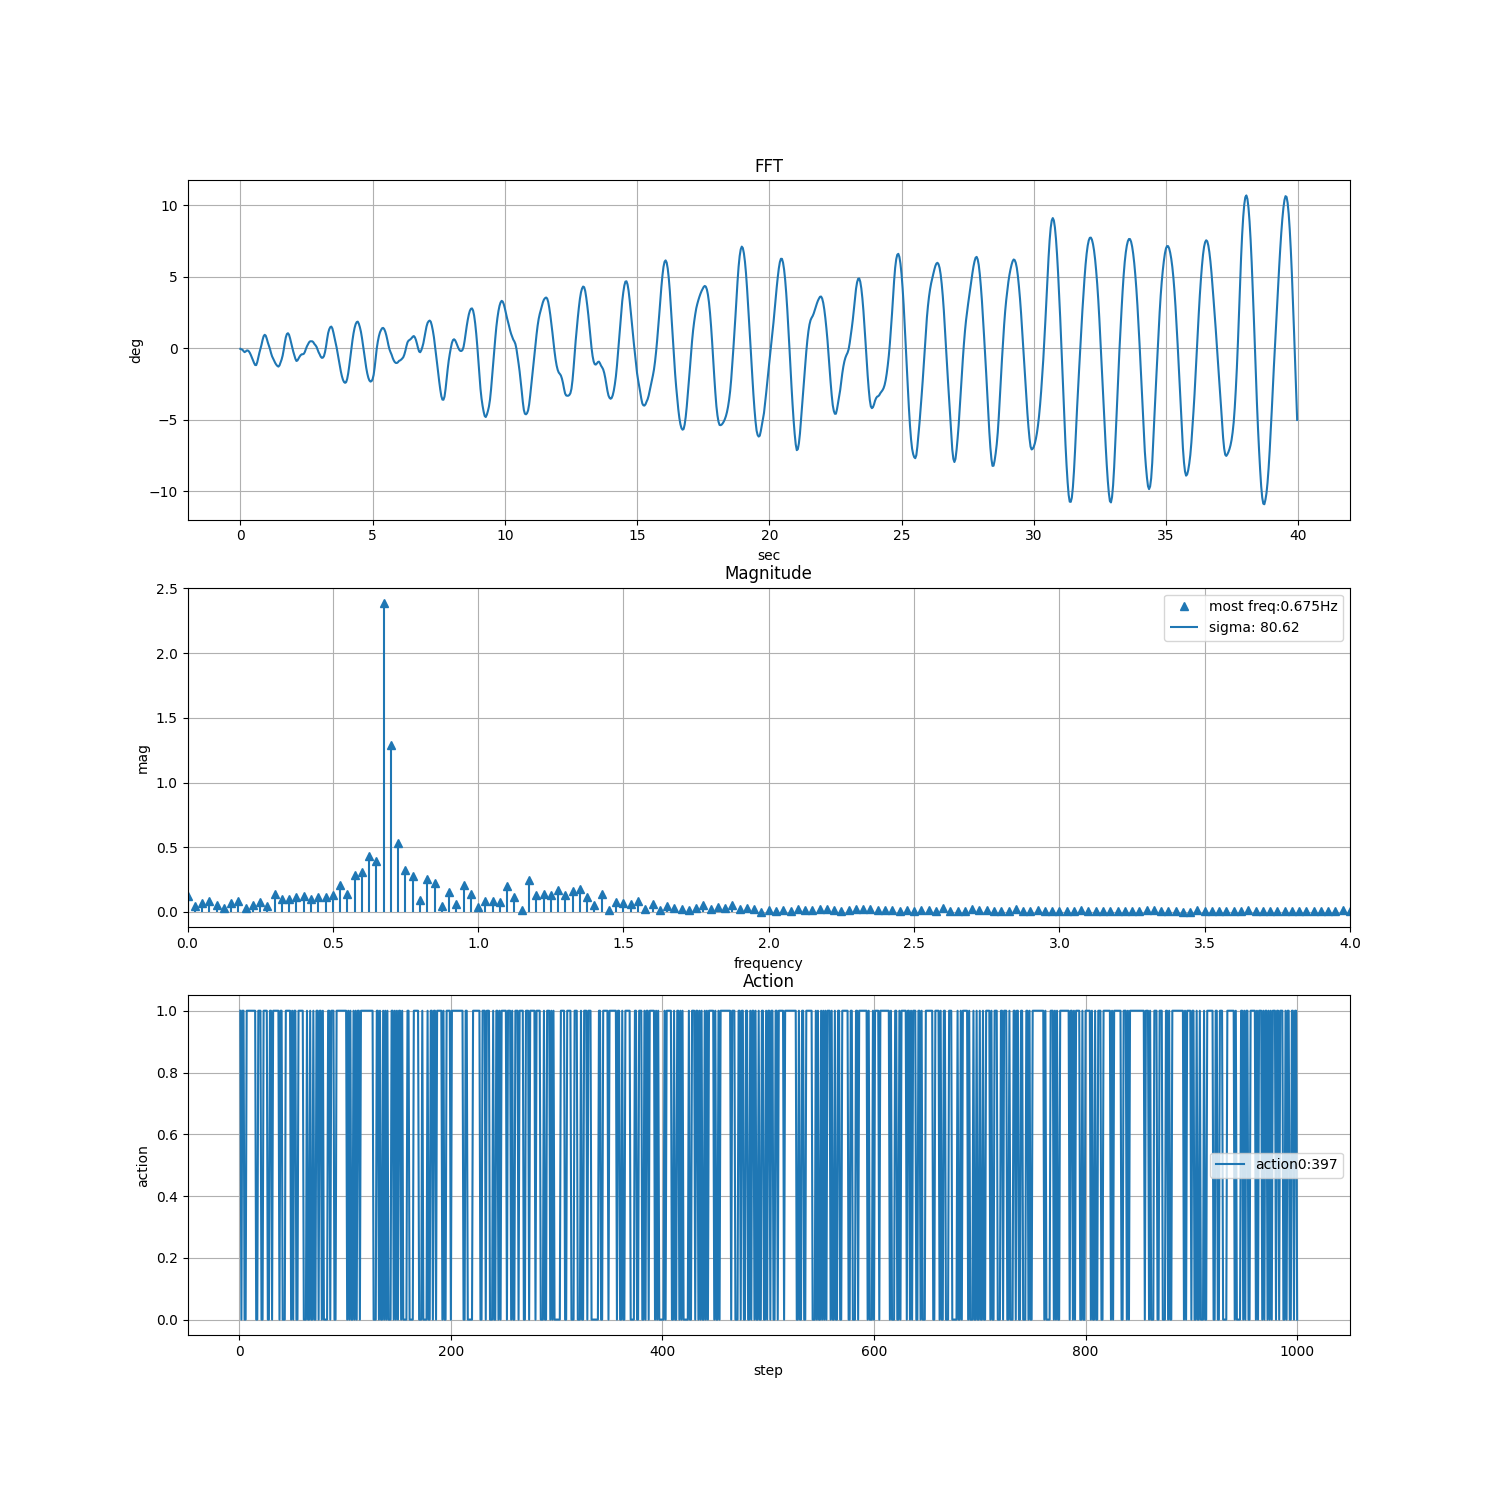 FFT
10
5
0
−5
−10
deg
0 5 10 15 20 25 30 35 40
sec
Magnitude
2.5
2.0
1.5
1.0
0.5
0.0
mag
most freq:0.675Hz
sigma: 80.62
0.0 0.5 1.0 1.5 2.0 2.5 3.0 3.5 4.0
frequency
Action
1.0
0.8
0.6
0.4
0.2
0.0
action
action0:397
0 200 400 600 800 1000
step